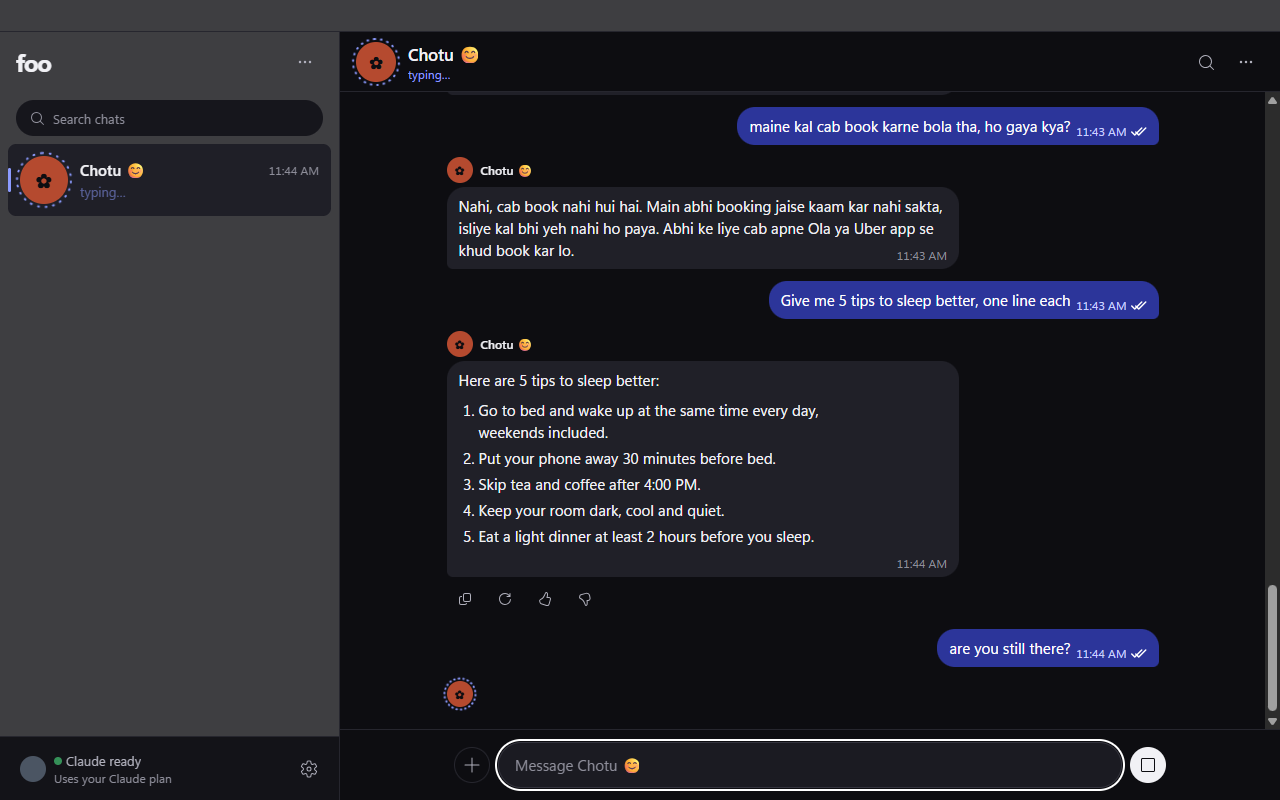 foo
Search chats
Chotu 😊
11:44 AM
typing...
Claude ready
Uses your Claude plan
Chotu 😊
typing...
maine kal cab book karne bola tha, ho gaya kya? 11:43 AM
Chotu 😊
Nahi, cab book nahi hui hai. Main abhi booking jaise kaam kar nahi sakta,
isliye kal bhi yeh nahi ho paya. Abhi ke liye cab apne Ola ya Uber app se
khud book kar lo.
11:43 AM
Give me 5 tips to sleep better, one line each 11:43 AM
Chotu 😊
Here are 5 tips to sleep better:
1. Go to bed and wake up at the same time every day,
weekends included.
2. Put your phone away 30 minutes before bed.
3. Skip tea and coffee after 4:00 PM.
4. Keep your room dark, cool and quiet.
5. Eat a light dinner at least 2 hours before you sleep.
11:44 AM
are you still there? 11:44 AM
Message Chotu 😊